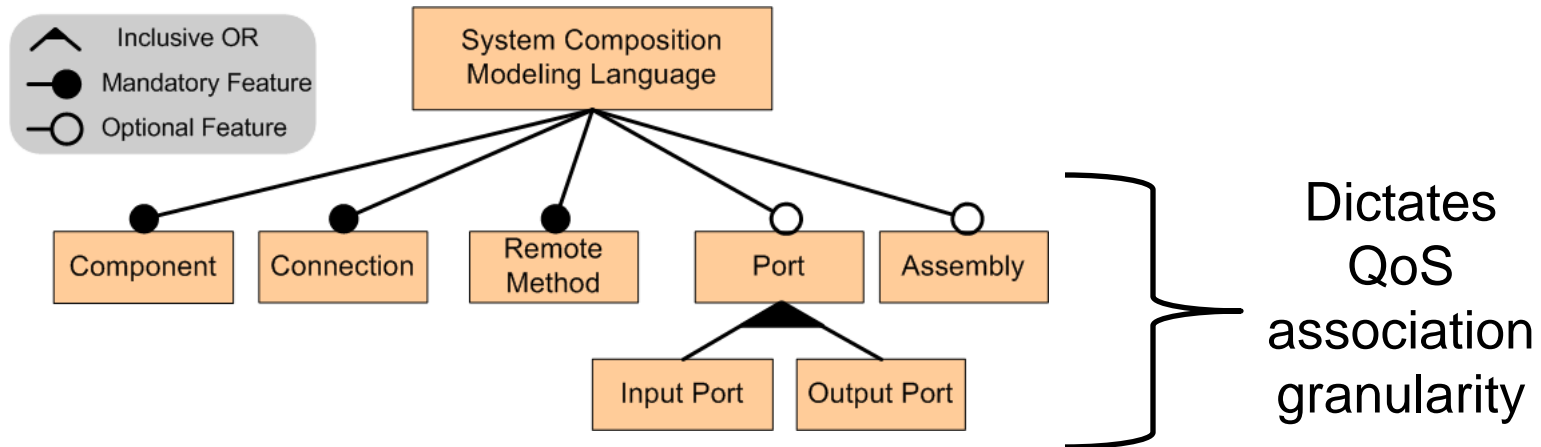 Inclusive OR
Mandatory Feature
Optional Feature
System Composition
Modeling Language
Component
Connection
Remote
Method
Port
Assembly
Input Port
Output Port
Dictates
QoS
association
granularity